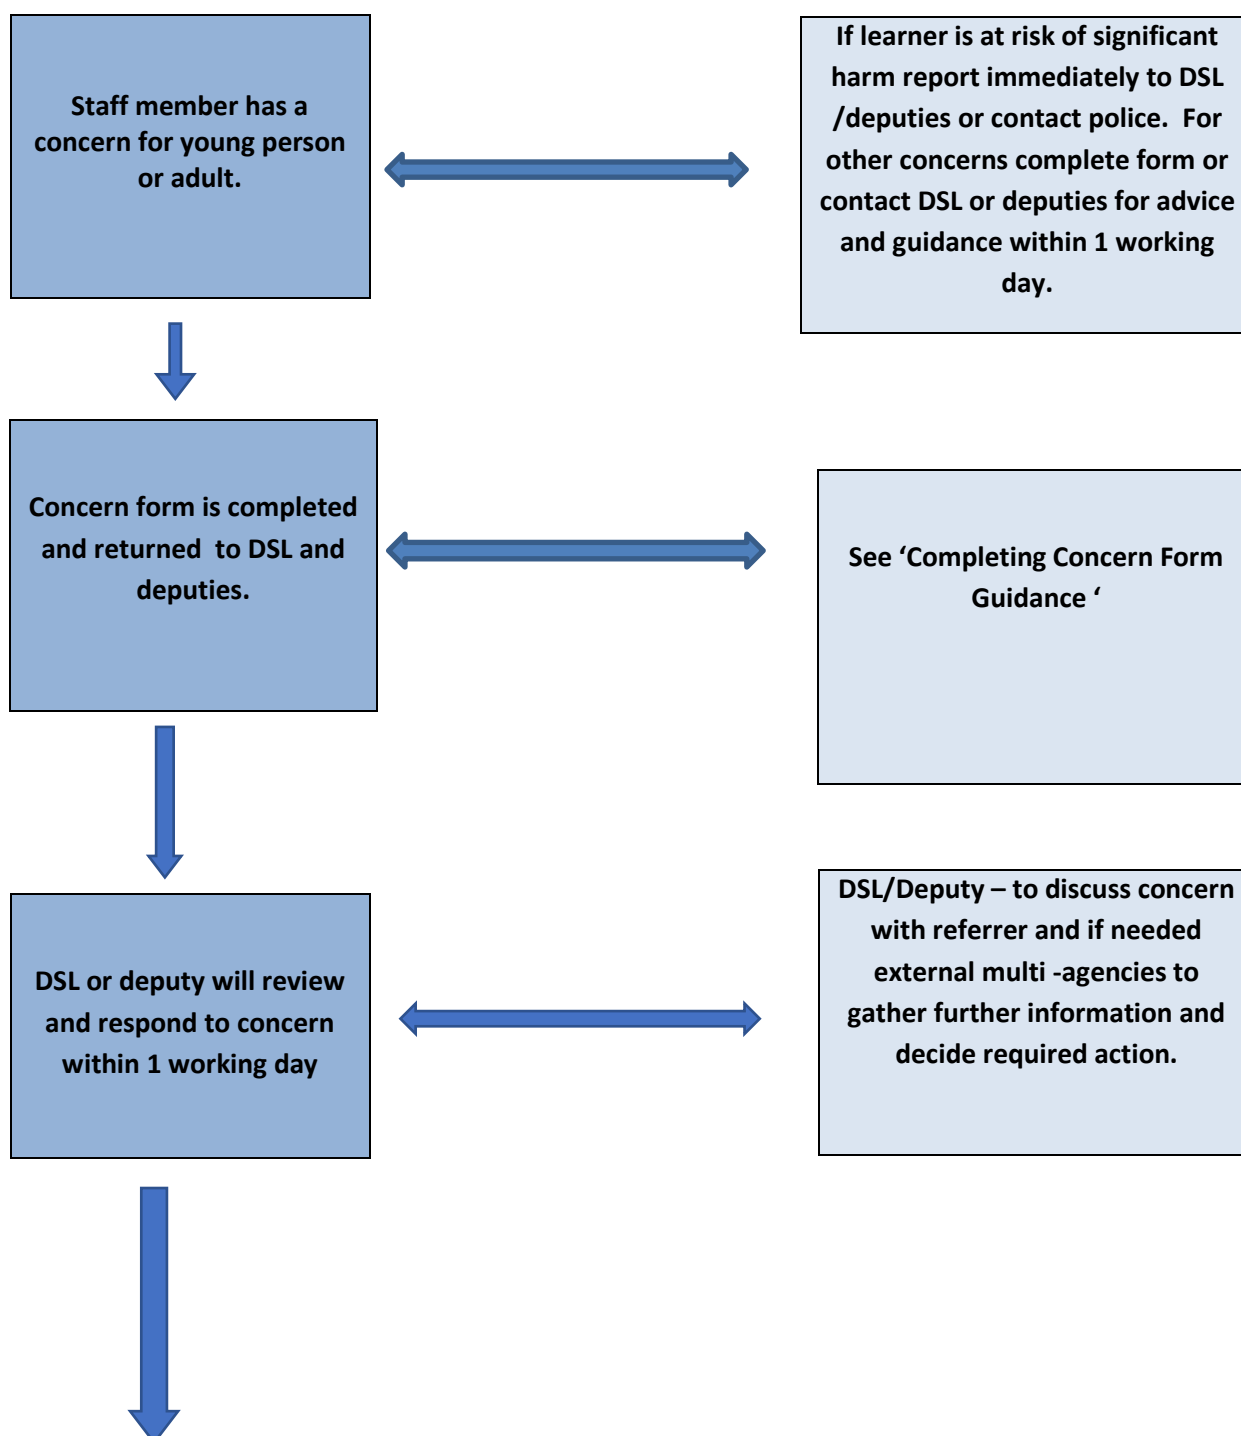 Staff member has a
concern for young person
or adult.
If learner is at risk of significant
harm report immediately to DSL
/deputies or contact police.  For
other concerns complete form or
contact DSL or deputies for advice
and guidance within 1 working
day.
Concern form is completed
and returned  to DSL and
deputies.
See ‘Completing Concern Form
Guidance ‘
DSL or deputy will review
and respond to concern
within 1 working day
DSL/Deputy – to discuss concern
with referrer and if needed
external multi -agencies to
gather further information and
decide required action.